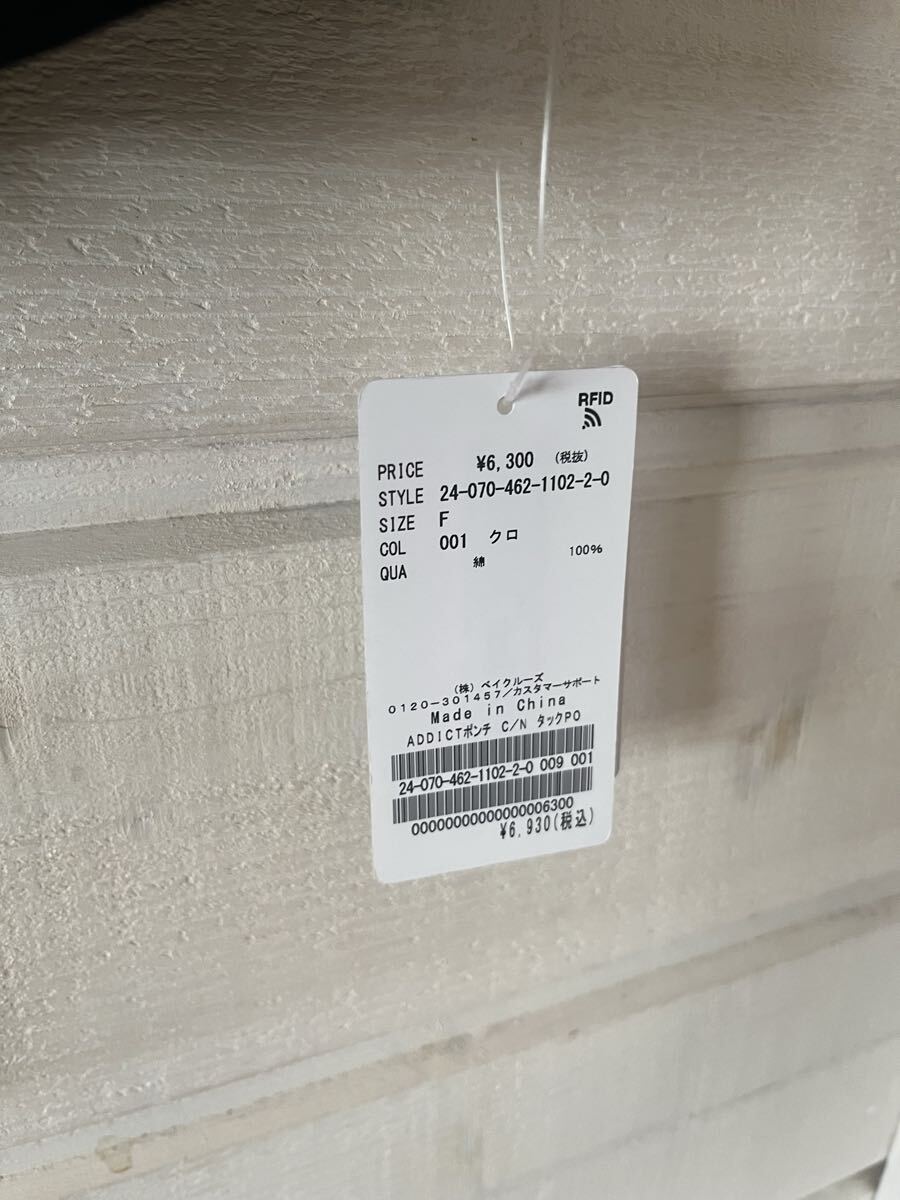 RFID
PRICE ¥6,300 (税抜)
STYLE 24-070-462-1102-2-0
SIZE F
COL 001 クロ
QUA 綿 100%
(株) ベイクルーズ
0120-301457/カスタマーサポート
Made in China
ADDICTポンチ C/N タックPO
24-070-462-1102-2-0 009 001
00000000000000006300
¥6,930(税込)